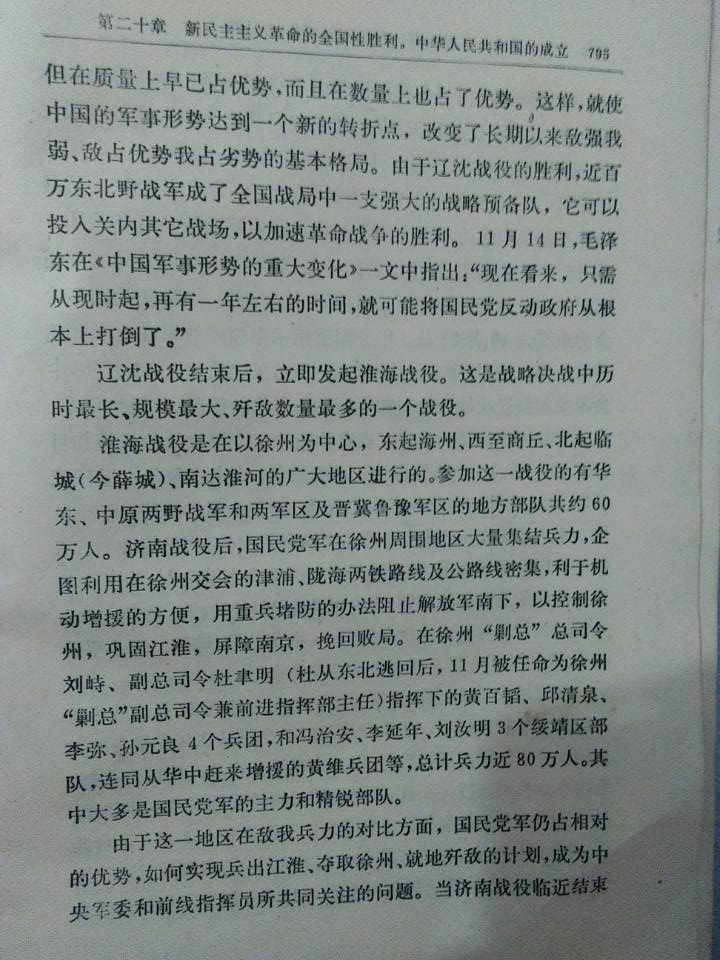 第二十章　新民主主义革命的全国性胜利。中华人民共和国的成立　795
但在质量上早已占优势，而且在数量上也占了优势。这样，就使
中国的军事形势达到一个新的转折点，改变了长期以来敌强我
弱、敌占优势我占劣势的基本格局。由于辽沈战役的胜利，近百
万东北野战军成了全国战局中一支强大的战略预备队，它可以
投入关内其它战场，以加速革命战争的胜利。11月14日，毛泽
东在《中国军事形势的重大变化》一文中指出：“现在看来，只需
从现时起，再有一年左右的时间，就可能将国民党反动政府从根
本上打倒了。”
辽沈战役结束后，立即发起淮海战役。这是战略决战中历
时最长、规模最大、歼敌数量最多的一个战役。
淮海战役是在以徐州为中心，东起海州、西至商丘、北起临
城（今薛城）、南达淮河的广大地区进行的。参加这一战役的有华
东、中原两野战军和两军区及晋冀鲁豫军区的地方部队共约60
万人。济南战役后，国民党军在徐州周围地区大量集结兵力，企
图利用在徐州交会的津浦、陇海两铁路线及公路线密集，利于机
动增援的方便，用重兵堵防的办法阻止解放军南下，以控制徐
州，巩固江淮，屏障南京，挽回败局。在徐州“剿总”总司令
刘峙、副总司令杜聿明（杜从东北逃回后，11月被任命为徐州
“剿总”副总司令兼前进指挥部主任）指挥下的黄百韬、邱清泉、
李弥、孙元良4个兵团，和冯治安、李延年、刘汝明3个绥靖区部
队，连同从华中赶来增援的黄维兵团等，总计兵力近80万人。其
中大多是国民党军的主力和精锐部队。
由于这一地区在敌我兵力的对比方面，国民党军仍占相对
的优势，如何实现兵出江淮、夺取徐州、就地歼敌的计划，成为中
央军委和前线指挥员所共同关注的问题。当济南战役临近结束